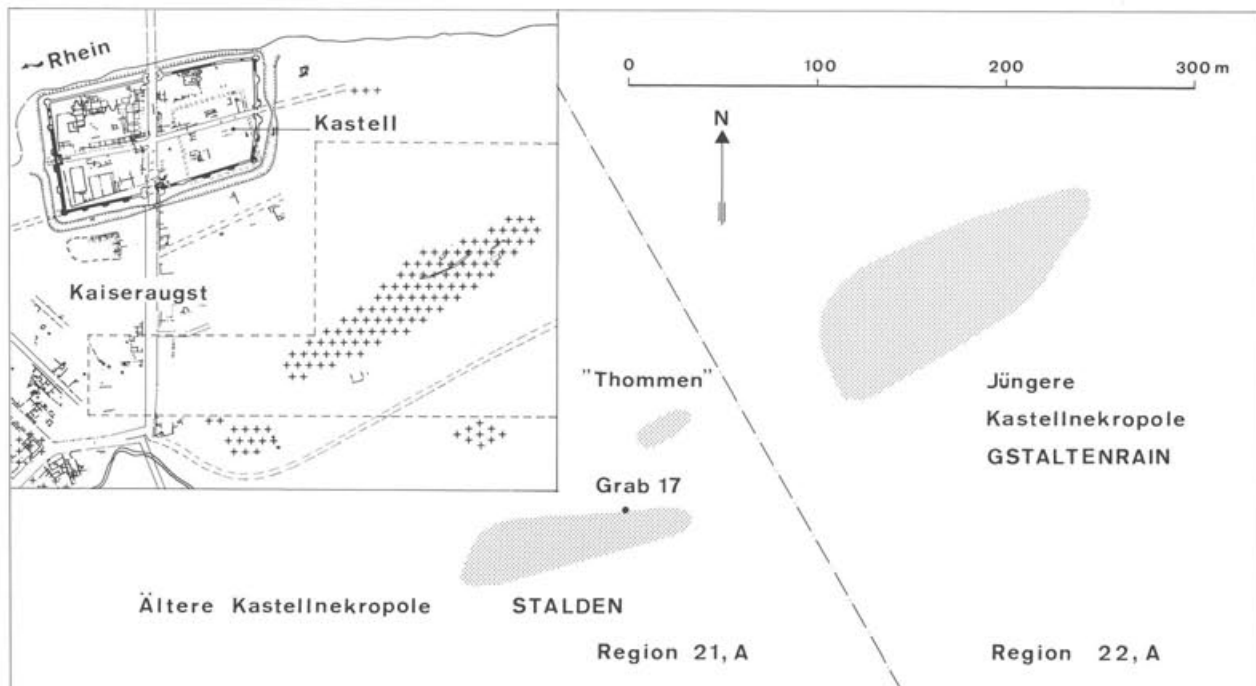 Rhein
Kastell
Kaiseraugst
0 100 200 300 m
N
"Thommen"
Grab 17
Jüngere
Kastellnekropole
GSTALTENRAIN
Ältere Kastellnekropole STALDEN
Region 21, A
Region 22, A